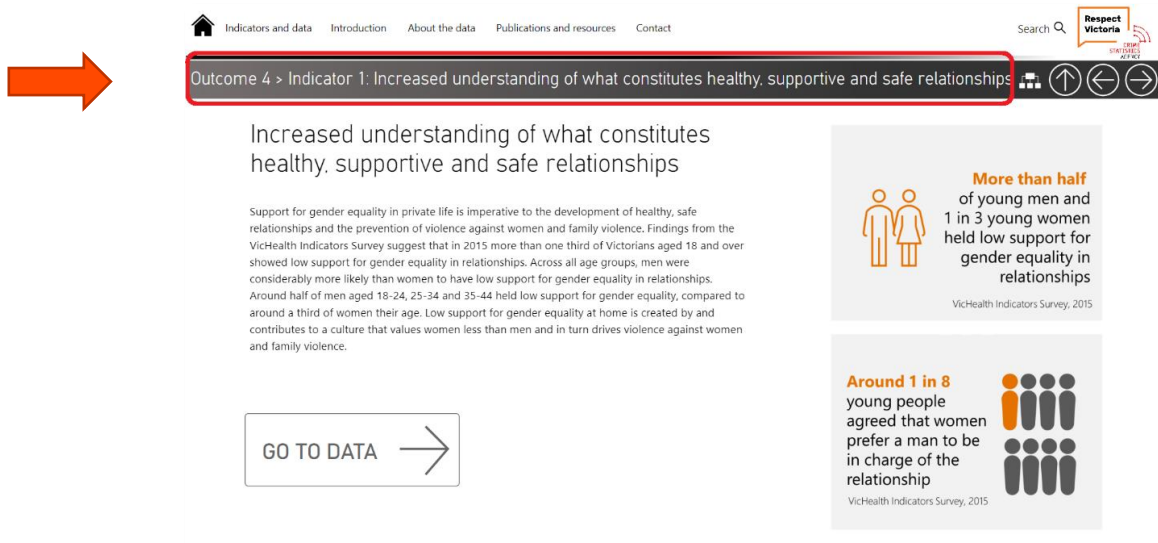 Indicators and data Introduction About the data Publications and resources Contact
Search
Respect
Victoria
CRIME
STATISTICS
AGENCY
Outcome 4 > Indicator 1: Increased understanding of what constitutes healthy, supportive and safe relationships
Increased understanding of what constitutes
healthy, supportive and safe relationships
Support for gender equality in private life is imperative to the development of healthy, safe
relationships and the prevention of violence against women and family violence. Findings from the
VicHealth Indicators Survey suggest that in 2015 more than one third of Victorians aged 18 and over
showed low support for gender equality in relationships. Across all age groups, men were
considerably more likely than women to have low support for gender equality in relationships.
Around half of men aged 18-24, 25-34 and 35-44 held low support for gender equality, compared to
around a third of women their age. Low support for gender equality at home is created by and
contributes to a culture that values women less than men and in turn drives violence against women
and family violence.
GO TO DATA
More than half
of young men and
1 in 3 young women
held low support for
gender equality in
relationships
VicHealth Indicators Survey, 2015
Around 1 in 8
young people
agreed that women
prefer a man to be
in charge of the
relationship
VicHealth Indicators Survey, 2015